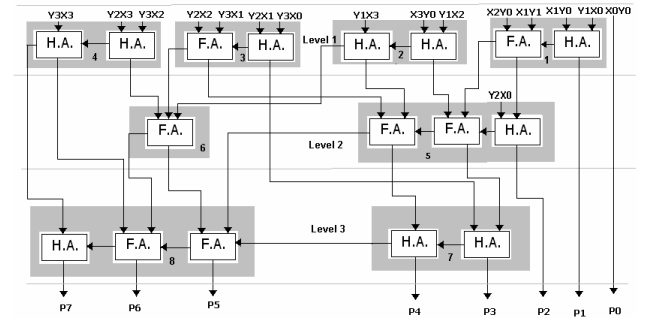 Y3X3 Y2X3 Y3X2 Y2X2 Y3X1 Y2X1 Y3X0 Y1X3 X3Y0 Y1X2 X2Y0 X1Y1 X1Y0 Y1X0 X0Y0
H.A. H.A. F.A. H.A. Level 1 H.A. H.A. F.A. H.A.
4 3 2 1
Y2X0
F.A. F.A. F.A. H.A.
6 Level 2 5
Level 3
H.A. F.A. F.A. H.A. H.A.
8 7
P7 P6 P5 P4 P3 P2 P1 P0